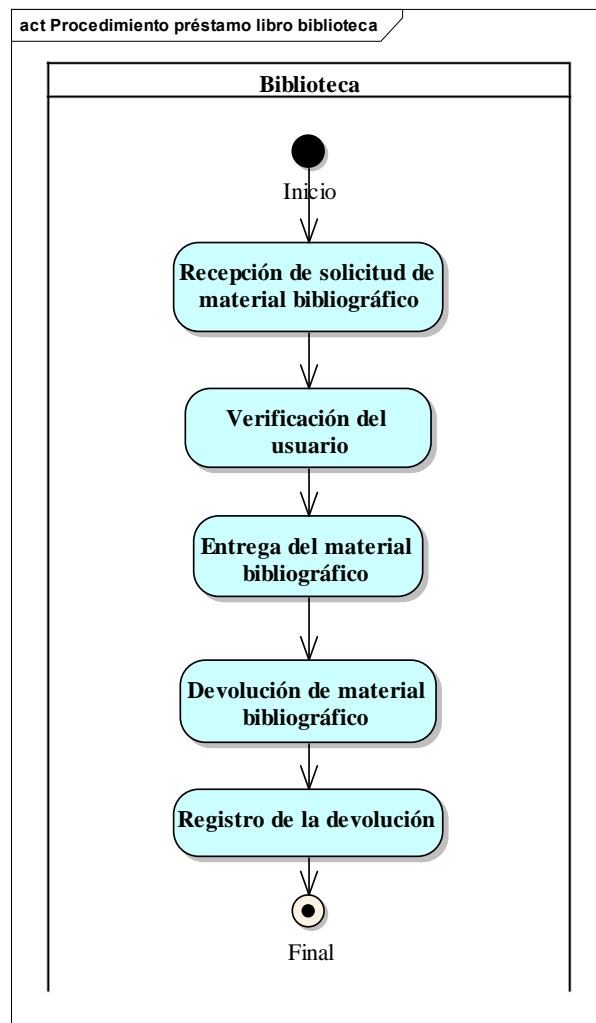 act Procedimiento préstamo libro biblioteca
Biblioteca
Inicio
Recepción de solicitud de
material bibliográfico
Verificación del
usuario
Entrega del material
bibliográfico
Devolución de material
bibliográfico
Registro de la devolución
Final